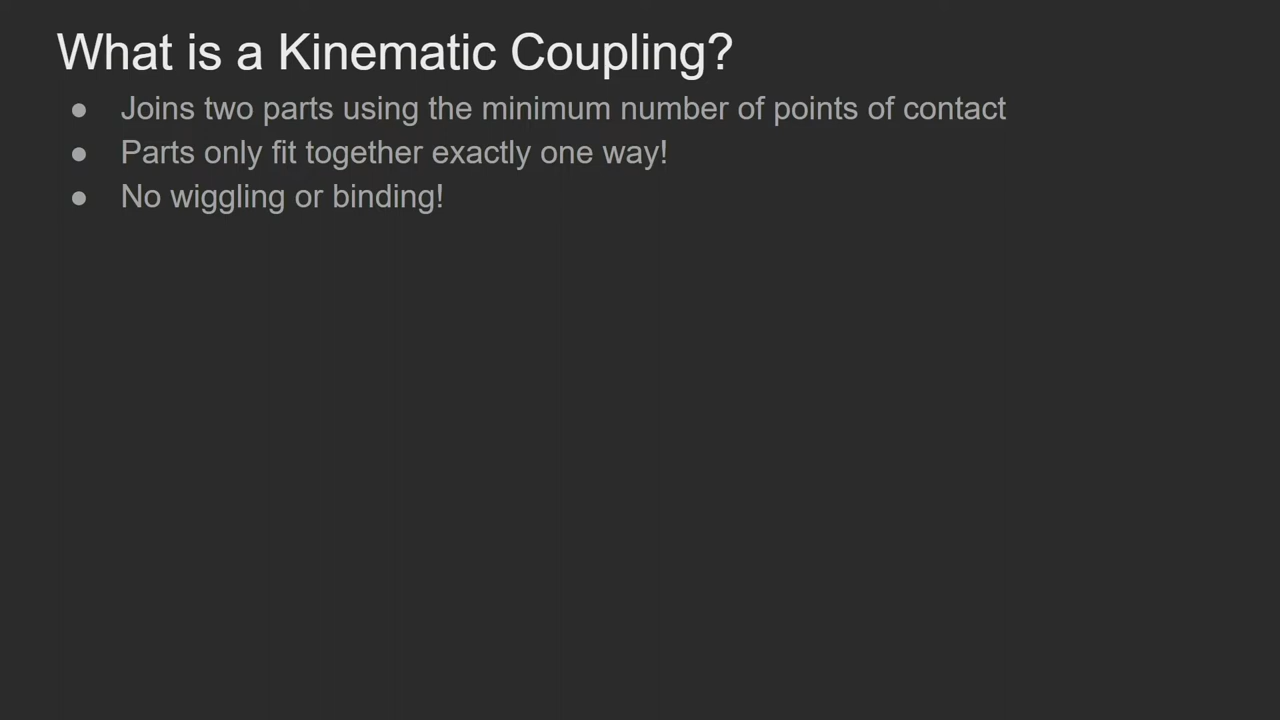 What is a Kinematic Coupling?
● Joins two parts using the minimum number of points of contact
● Parts only fit together exactly one way!
● No wiggling or binding!